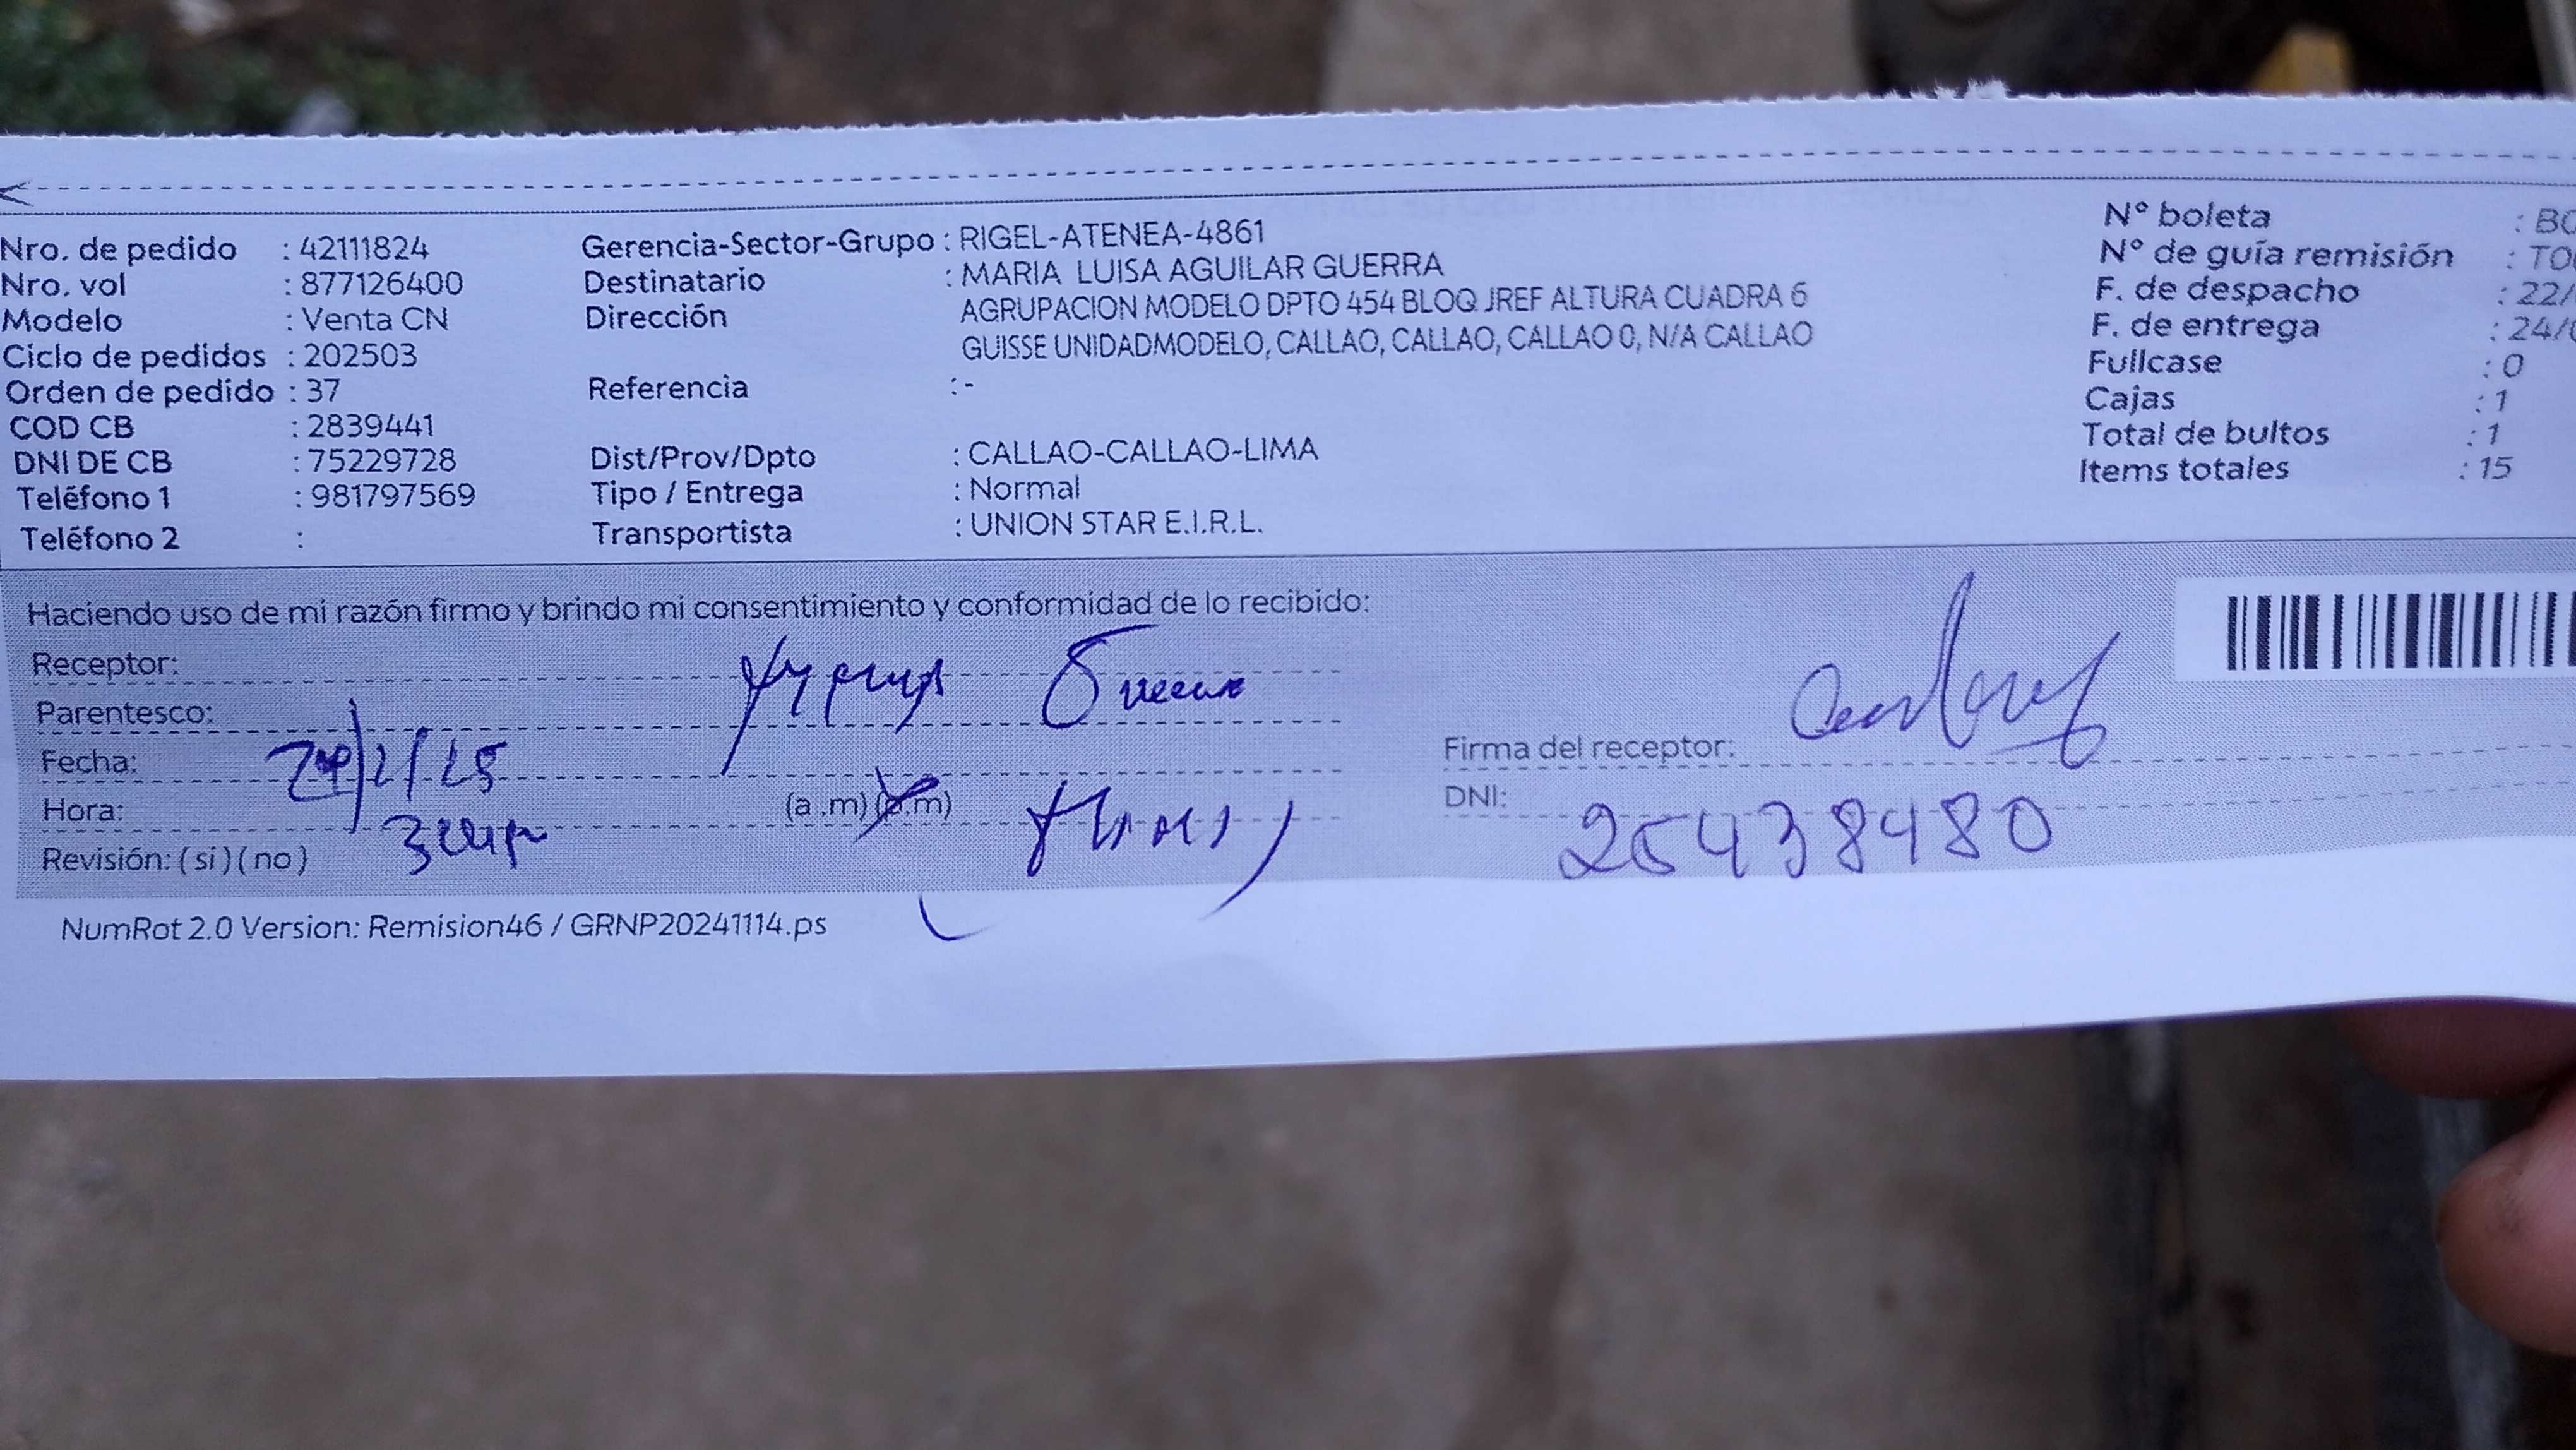 Nro. de pedido : 42111824
Nro. vol : 877126400
Modelo : Venta CN
Ciclo de pedidos : 202503
Orden de pedido : 37
COD CB : 2839441
DNI DE CB : 75229728
Teléfono 1 : 981797569
Teléfono 2 :
Gerencia-Sector-Grupo : RIGEL-ATENEA-4861
Destinatario : MARIA LUISA AGUILAR GUERRA
Dirección AGRUPACION MODELO DPTO 454 BLOQ JREF ALTURA CUADRA 6
GUISSE UNIDADMODELO, CALLAO, CALLAO, CALLAO 0, N/A CALLAO
Referencia : -
Dist/Prov/Dpto : CALLAO-CALLAO-LIMA
Tipo / Entrega : Normal
Transportista : UNION STAR E.I.R.L.
N° boleta : BO
N° de guía remisión : TO
F. de despacho : 22/
F. de entrega : 24/
Fullcase : 0
Cajas : 1
Total de bultos : 1
Items totales : 15
Haciendo uso de mi razón firmo y brindo mi consentimiento y conformidad de lo recibido:
Receptor:
Parentesco:
Fecha:
Hora: (a .m) (p.m)
Revisión: ( si ) ( no )
Firma del receptor:
DNI: 25438480
NumRot 2.0 Version: Remision46 / GRNP20241114.ps